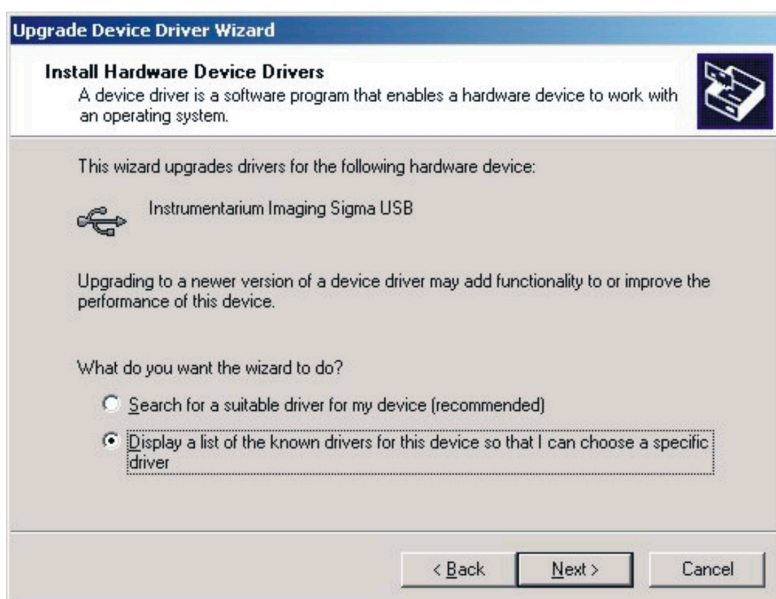 Upgrade Device Driver Wizard
Install Hardware Device Drivers
A device driver is a software program that enables a hardware device to work with
an operating system.
This wizard upgrades drivers for the following hardware device:
Instrumentarium Imaging Sigma USB
Upgrading to a newer version of a device driver may add functionality to or improve the
performance of this device.
What do you want the wizard to do?
Search for a suitable driver for my device (recommended)
Display a list of the known drivers for this device so that I can choose a specific
driver
< Back Next > Cancel